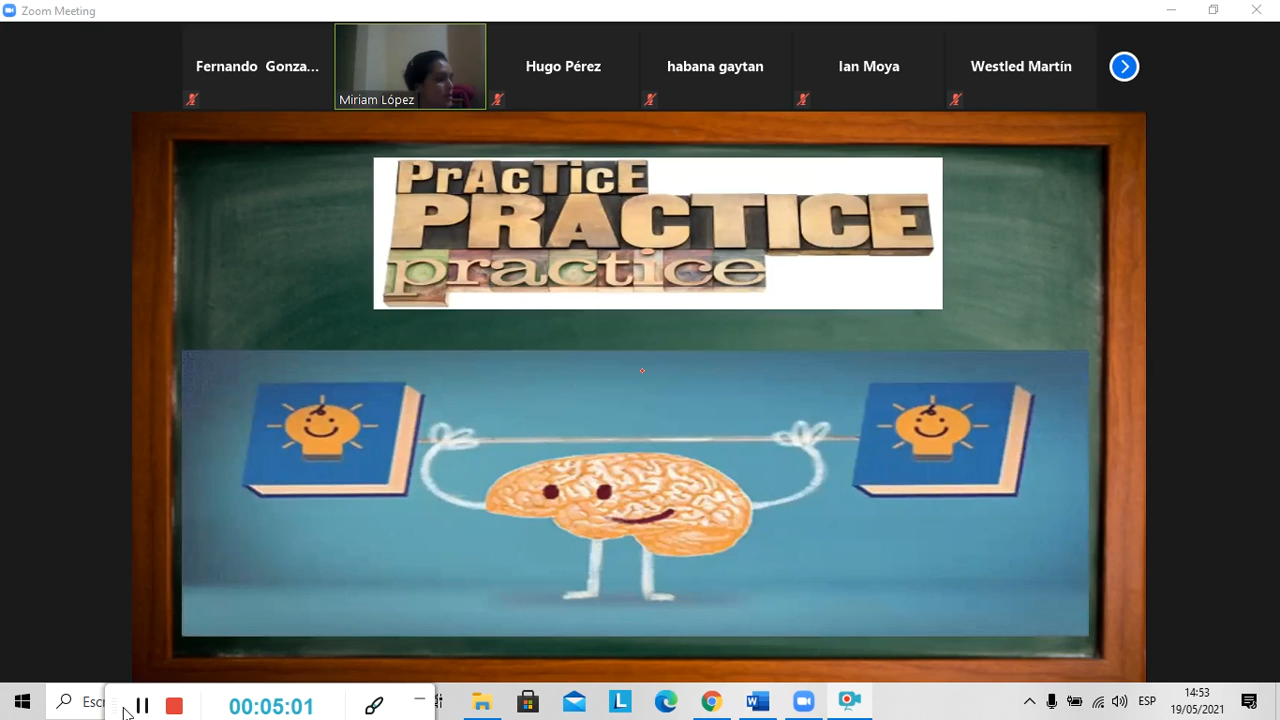 Zoom Meeting
Fernando Gonza...
Miriam López
Hugo Pérez
habana gaytan
Ian Moya
Westled Martín
PrAcTicE
PRACTICE
practice
Esc
00:05:01
L
W
ESP
14:53
19/05/2021